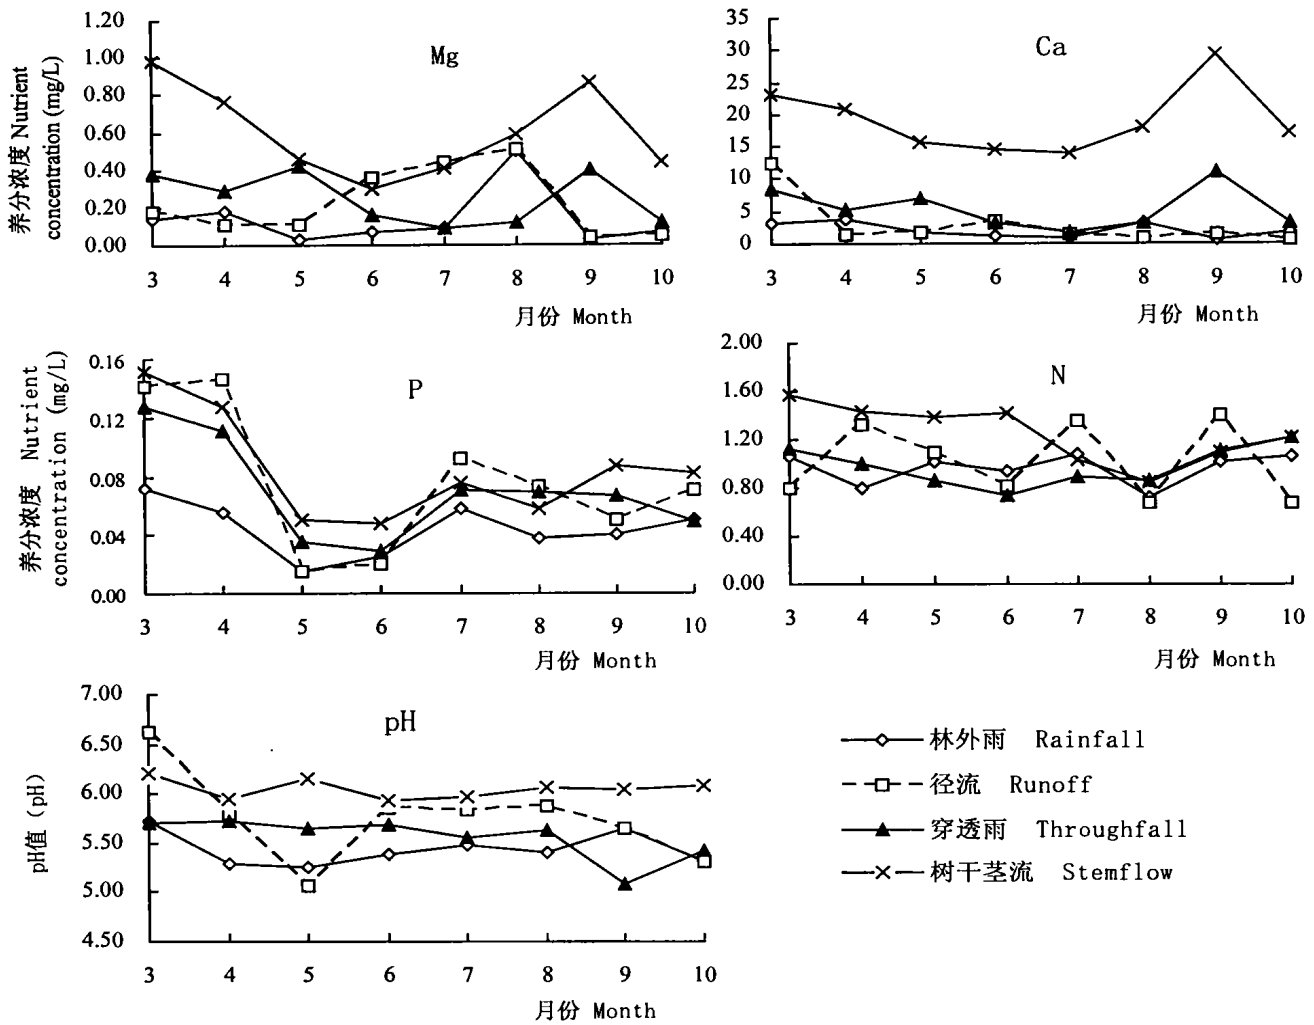 养分浓度 Nutrient
concentration (mg/L)
1.20
1.00
0.80
0.60
0.40
0.20
0.00
Mg
3 4 5 6 7 8 9 10
月份 Month
35
30
25
20
15
10
5
0
Ca
3 4 5 6 7 8 9 10
月份 Month
养分浓度 Nutrient
concentration (mg/L)
0.16
0.12
0.08
0.04
0.00
P
3 4 5 6 7 8 9 10
月份 Month
2.00
1.60
1.20
0.80
0.40
0.00
N
3 4 5 6 7 8 9 10
月份 Month
pH值 (pH)
7.00
6.50
6.00
5.50
5.00
4.50
pH
3 4 5 6 7 8 9 10
月份 Month
林外雨 Rainfall
径流 Runoff
穿透雨 Throughfall
树干茎流 Stemflow